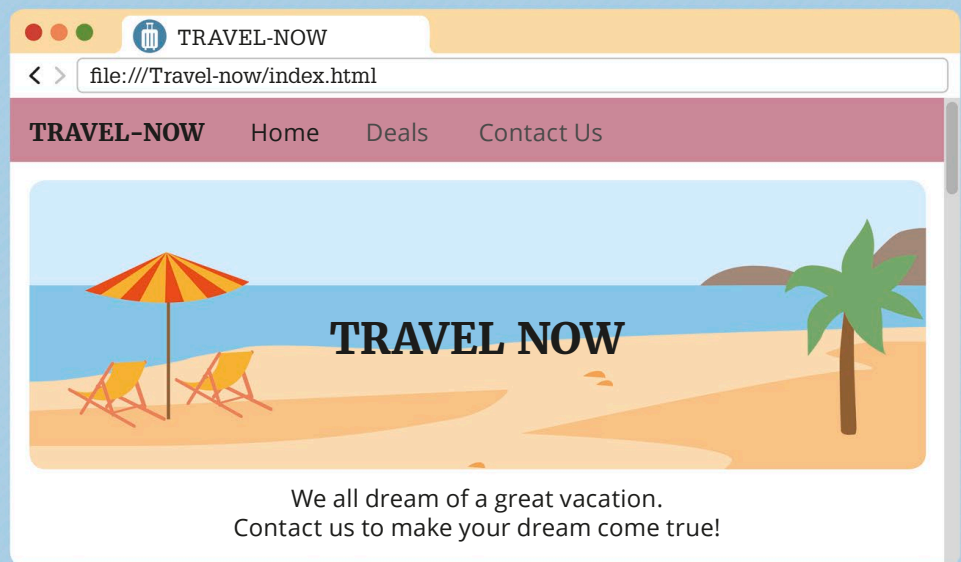 TRAVEL-NOW
file:///Travel-now/index.html
TRAVEL-NOW Home Deals Contact Us
TRAVEL NOW
We all dream of a great vacation.
Contact us to make your dream come true!